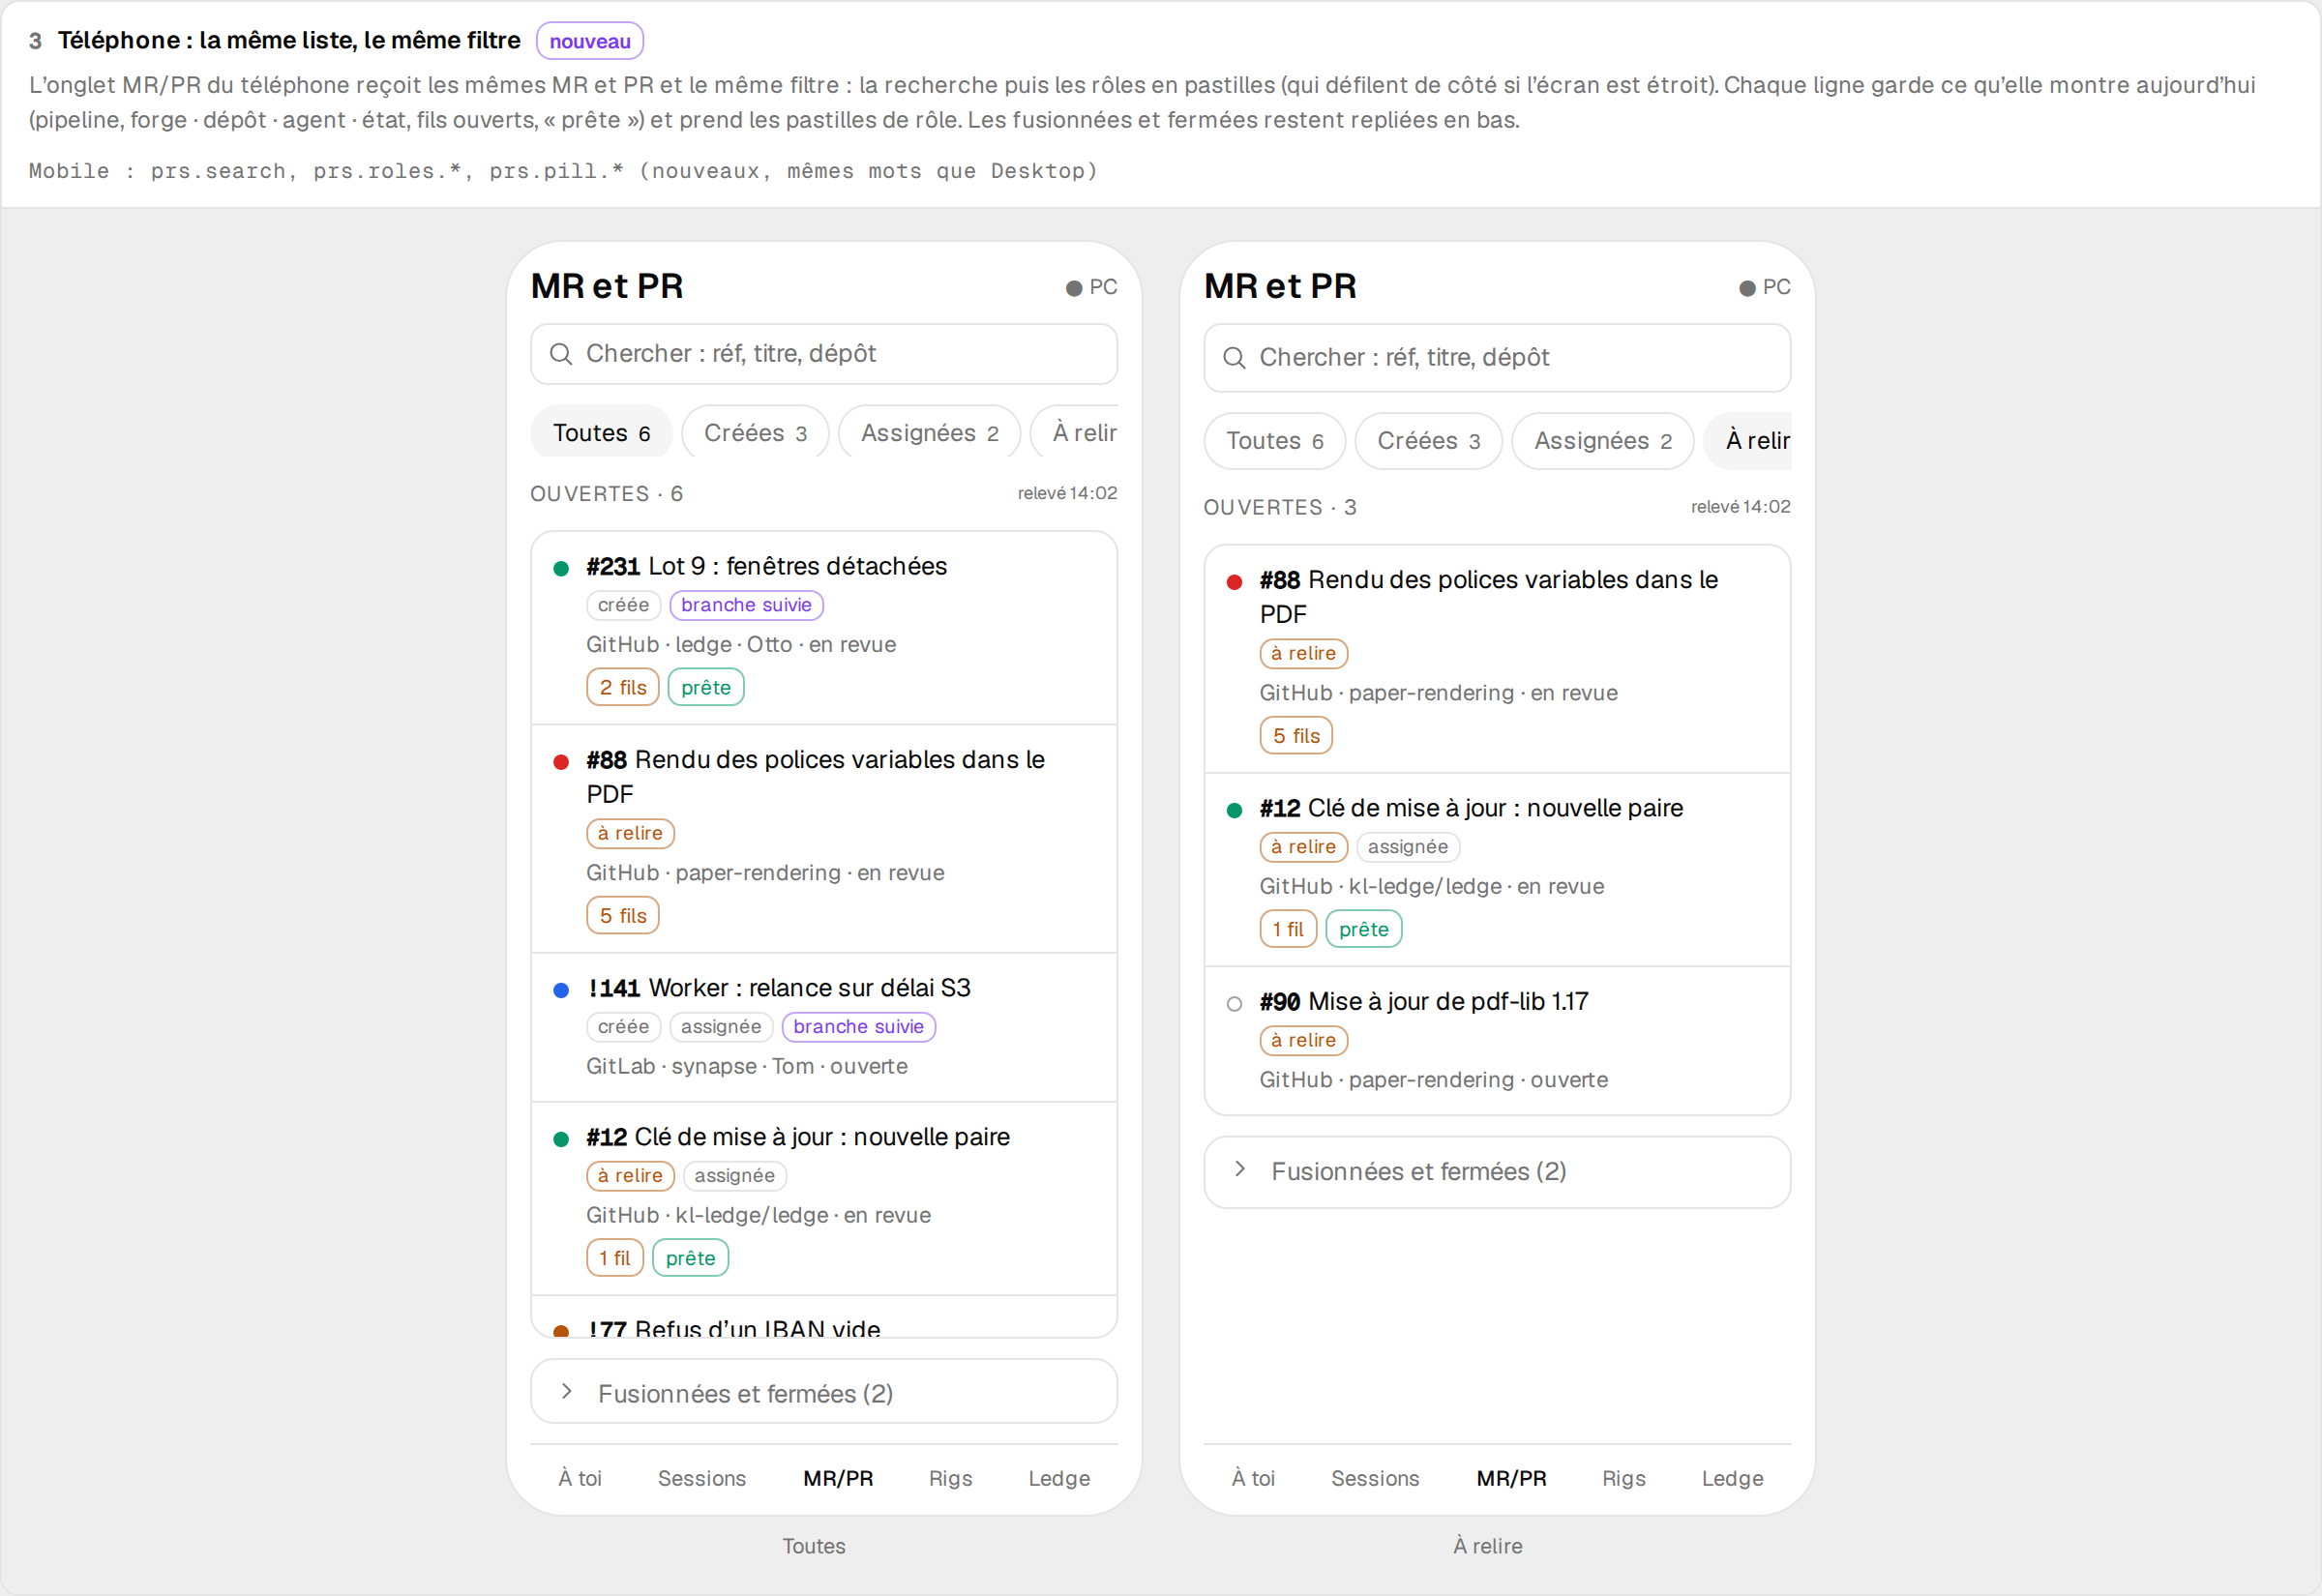 3 Téléphone : la même liste, le même filtre nouveau
L’onglet MR/PR du téléphone reçoit les mêmes MR et PR et le même filtre : la recherche puis les rôles en pastilles (qui défilent de côté si l’écran est étroit). Chaque ligne garde ce qu’elle montre aujourd’hui
(pipeline, forge · dépôt · agent · état, fils ouverts, « prête ») et prend les pastilles de rôle. Les fusionnées et fermées restent repliées en bas.
Mobile : prs.search, prs.roles.*, prs.pill.* (nouveaux, mêmes mots que Desktop)
MR et PR PC
Chercher : réf, titre, dépôt
Toutes 6 Créées 3 Assignées 2 À relir
OUVERTES · 6 relevé 14:02
#231 Lot 9 : fenêtres détachées
créée branche suivie
GitHub · ledge · Otto · en revue
2 fils prête
#88 Rendu des polices variables dans le
PDF
à relire
GitHub · paper-rendering · en revue
5 fils
!141 Worker : relance sur délai S3
créée assignée branche suivie
GitLab · synapse · Tom · ouverte
#12 Clé de mise à jour : nouvelle paire
à relire assignée
GitHub · kl-ledge/ledge · en revue
1 fil prête
!77 Refus d’un IBAN vide
Fusionnées et fermées (2)
À toi Sessions MR/PR Rigs Ledge
Toutes
MR et PR PC
Chercher : réf, titre, dépôt
Toutes 6 Créées 3 Assignées 2 À relir
OUVERTES · 3 relevé 14:02
#88 Rendu des polices variables dans le
PDF
à relire
GitHub · paper-rendering · en revue
5 fils
#12 Clé de mise à jour : nouvelle paire
à relire assignée
GitHub · kl-ledge/ledge · en revue
1 fil prête
#90 Mise à jour de pdf-lib 1.17
à relire
GitHub · paper-rendering · ouverte
Fusionnées et fermées (2)
À toi Sessions MR/PR Rigs Ledge
À relire